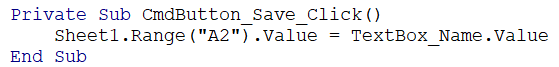 Private Sub CmdButton_Save_Click()
    Sheet1.Range("A2").Value = TextBox_Name.Value
End Sub